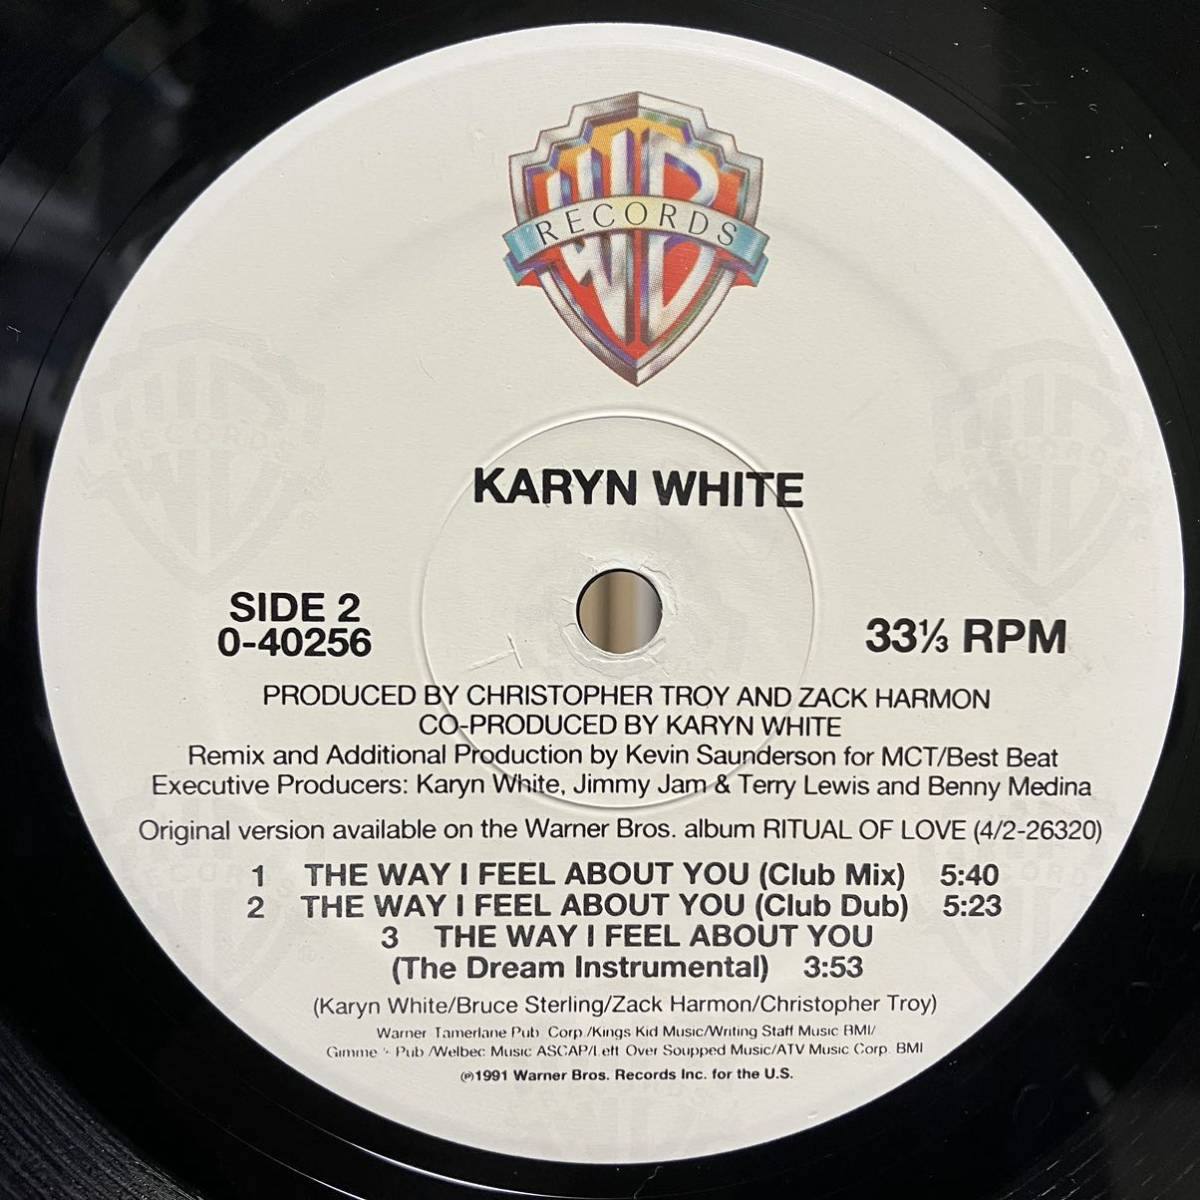 WB
RECORDS
KARYN WHITE
SIDE 2
0-40256
33⅓ RPM
PRODUCED BY CHRISTOPHER TROY AND ZACK HARMON
CO-PRODUCED BY KARYN WHITE
Remix and Additional Production by Kevin Saunderson for MCT/Best Beat
Executive Producers: Karyn White, Jimmy Jam & Terry Lewis and Benny Medina
Original version available on the Warner Bros. album RITUAL OF LOVE (4/2-26320)
1 THE WAY I FEEL ABOUT YOU (Club Mix) 5:40
2 THE WAY I FEEL ABOUT YOU (Club Dub) 5:23
3 THE WAY I FEEL ABOUT YOU
(The Dream Instrumental) 3:53
(Karyn White/Bruce Sterling/Zack Harmon/Christopher Troy)
Warner Tamerlane Pub. Corp./Kings Kid Music/Writing Staff Music BMI/
Pub./Welbec Music ASCAP/Left Over Soupped Music/ATV Music Corp. BMI
℗1991 Warner Bros. Records Inc. for the U.S.